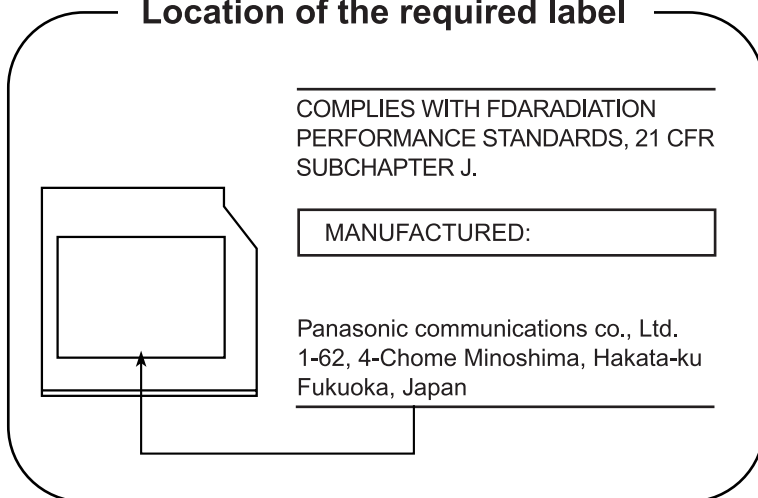 Location of the required label
COMPLIES WITH FDARADIATION
PERFORMANCE STANDARDS, 21 CFR
SUBCHAPTER J.
MANUFACTURED:
Panasonic communications co., Ltd.
1-62, 4-Chome Minoshima, Hakata-ku
Fukuoka, Japan